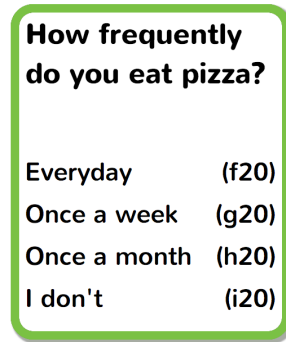 How frequently
do you eat pizza?
Everyday (f20)
Once a week (g20)
Once a month (h20)
I don't (i20)